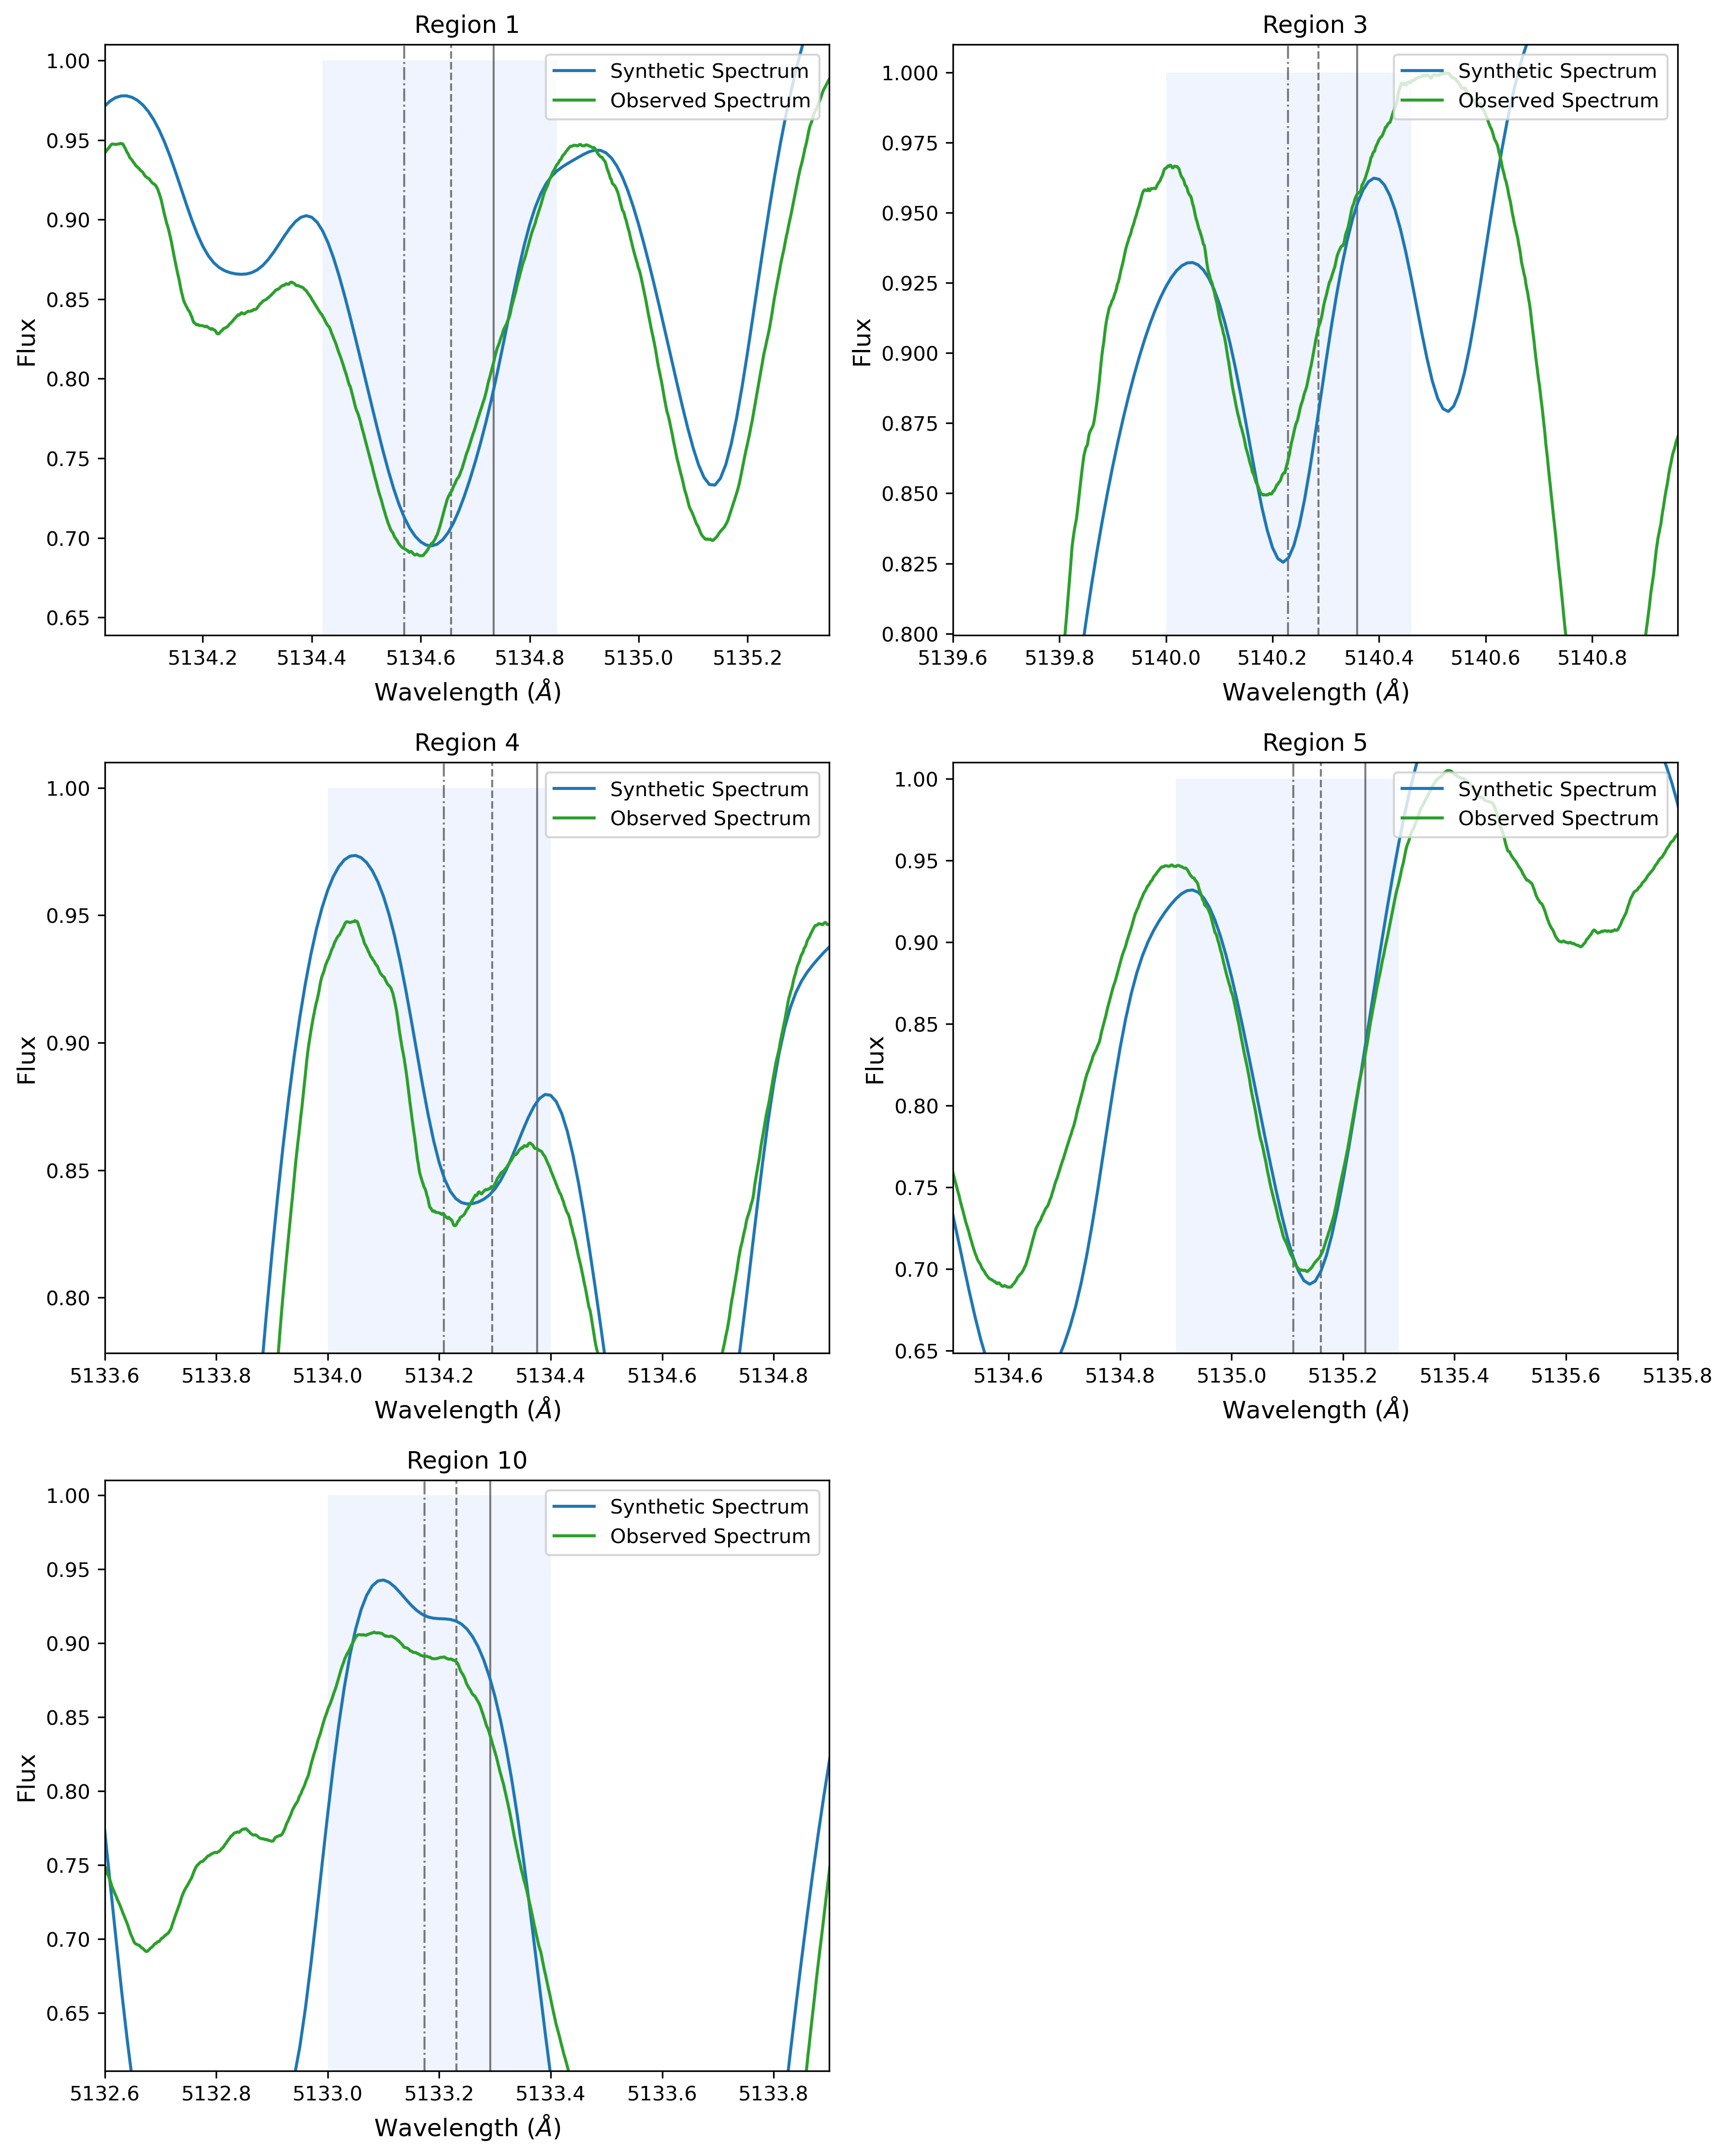 Region 1
1.00
0.95
0.90
0.85
0.80
0.75
0.70
0.65
Flux
Synthetic Spectrum
Observed Spectrum
5134.2 5134.4 5134.6 5134.8 5135.0 5135.2
Wavelength (Å)
Region 3
1.000
0.975
0.950
0.925
0.900
0.875
0.850
0.825
0.800
Flux
Synthetic Spectrum
Observed Spectrum
5139.6 5139.8 5140.0 5140.2 5140.4 5140.6 5140.8
Wavelength (Å)
Region 4
1.00
0.95
0.90
0.85
0.80
Flux
Synthetic Spectrum
Observed Spectrum
5133.6 5133.8 5134.0 5134.2 5134.4 5134.6 5134.8
Wavelength (Å)
Region 5
1.00
0.95
0.90
0.85
0.80
0.75
0.70
0.65
Flux
Synthetic Spectrum
Observed Spectrum
5134.6 5134.8 5135.0 5135.2 5135.4 5135.6 5135.8
Wavelength (Å)
Region 10
1.00
0.95
0.90
0.85
0.80
0.75
0.70
0.65
Flux
Synthetic Spectrum
Observed Spectrum
5132.6 5132.8 5133.0 5133.2 5133.4 5133.6 5133.8
Wavelength (Å)